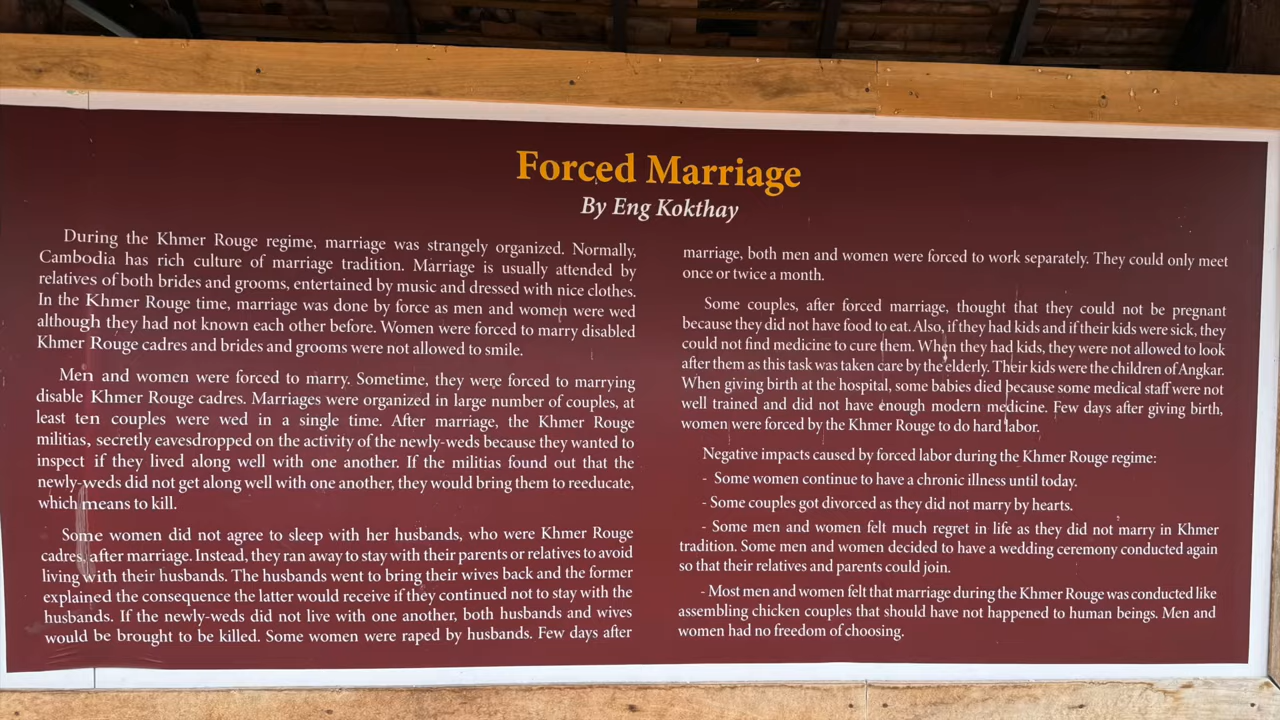 Forced Marriage
By Eng Kokthay
During the Khmer Rouge regime, marriage was strangely organized. Normally,
Cambodia has rich culture of marriage tradition. Marriage is usually attended by
relatives of both brides and grooms, entertained by music and dressed with nice clothes.
In the Khmer Rouge time, marriage was done by force as men and women were wed
although they had not known each other before. Women were forced to marry disabled
Khmer Rouge cadres and brides and grooms were not allowed to smile.
Men and women were forced to marry. Sometime, they were forced to marrying
disable Khmer Rouge cadres. Marriages were organized in large number of couples, at
least ten couples were wed in a single time. After marriage, the Khmer Rouge
militias, secretly eavesdropped on the activity of the newly-weds because they wanted to
inspect if they lived along well with one another. If the militias found out that the
newly-weds did not get along well with one another, they would bring them to reeducate,
which means to kill.
Some women did not agree to sleep with her husbands, who were Khmer Rouge
cadres, after marriage. Instead, they ran away to stay with their parents or relatives to avoid
living with their husbands. The husbands went to bring their wives back and the former
explained the consequence the latter would receive if they continued not to stay with the
husbands. If the newly-weds did not live with one another, both husbands and wives
would be brought to be killed. Some women were raped by husbands. Few days after
marriage, both men and women were forced to work separately. They could only meet
once or twice a month.
Some couples, after forced marriage, thought that they could not be pregnant
because they did not have food to eat. Also, if they had kids and if their kids were sick, they
could not find medicine to cure them. When they had kids, they were not allowed to look
after them as this task was taken care by the elderly. Their kids were the children of Angkar.
When giving birth at the hospital, some babies died because some medical staff were not
well trained and did not have enough modern medicine. Few days after giving birth,
women were forced by the Khmer Rouge to do hard labor.
Negative impacts caused by forced labor during the Khmer Rouge regime:
- Some women continue to have a chronic illness until today.
- Some couples got divorced as they did not marry by hearts.
- Some men and women felt much regret in life as they did not marry in Khmer
tradition. Some men and women decided to have a wedding ceremony conducted again
so that their relatives and parents could join.
- Most men and women felt that marriage during the Khmer Rouge was conducted like
assembling chicken couples that should have not happened to human beings. Men and
women had no freedom of choosing.